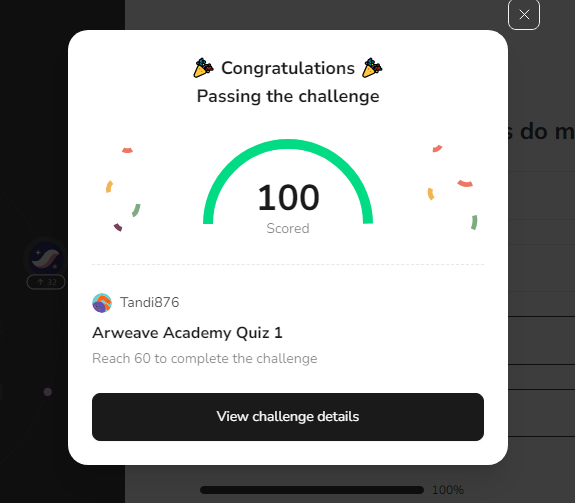 Congratulations
Passing the challenge
s do m
100
Scored
32
Tandi876
Arweave Academy Quiz 1
Reach 60 to complete the challenge
View challenge details
100%